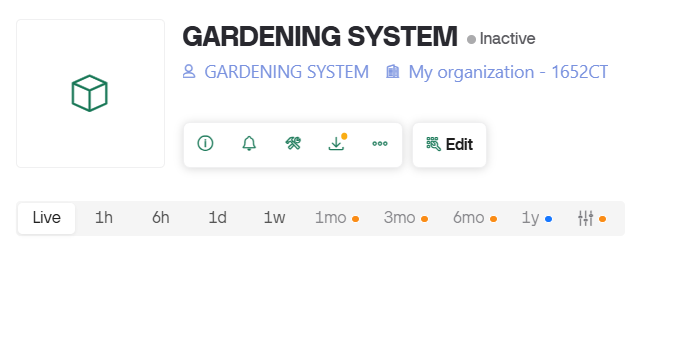 GARDENING SYSTEM Inactive
GARDENING SYSTEM My organization - 1652CT
Edit
Live 1h 6h 1d 1w 1mo 3mo 6mo 1y